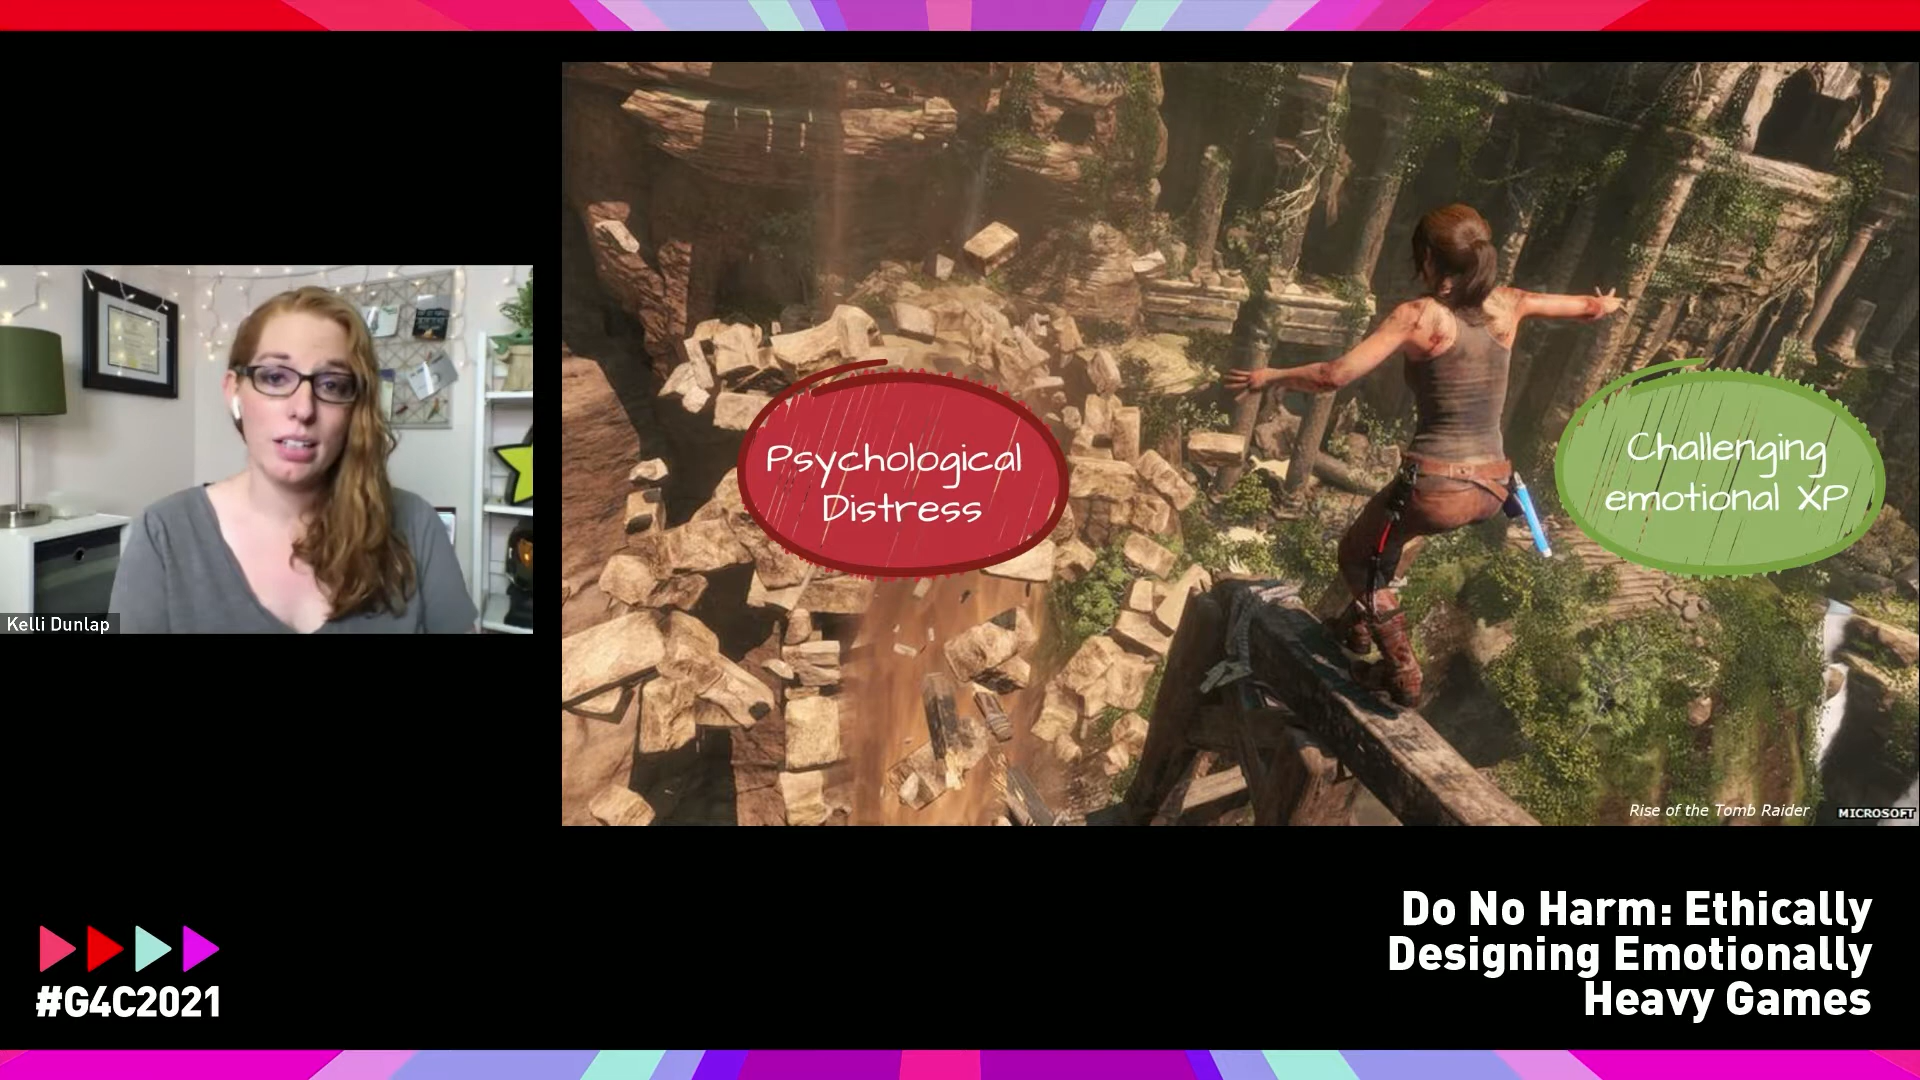 Psychological
Distress
Challenging
emotional XP
Kelli Dunlap
Rise of the Tomb Raider
MICROSOFT
Do No Harm: Ethically
Designing Emotionally
Heavy Games
#G4C2021